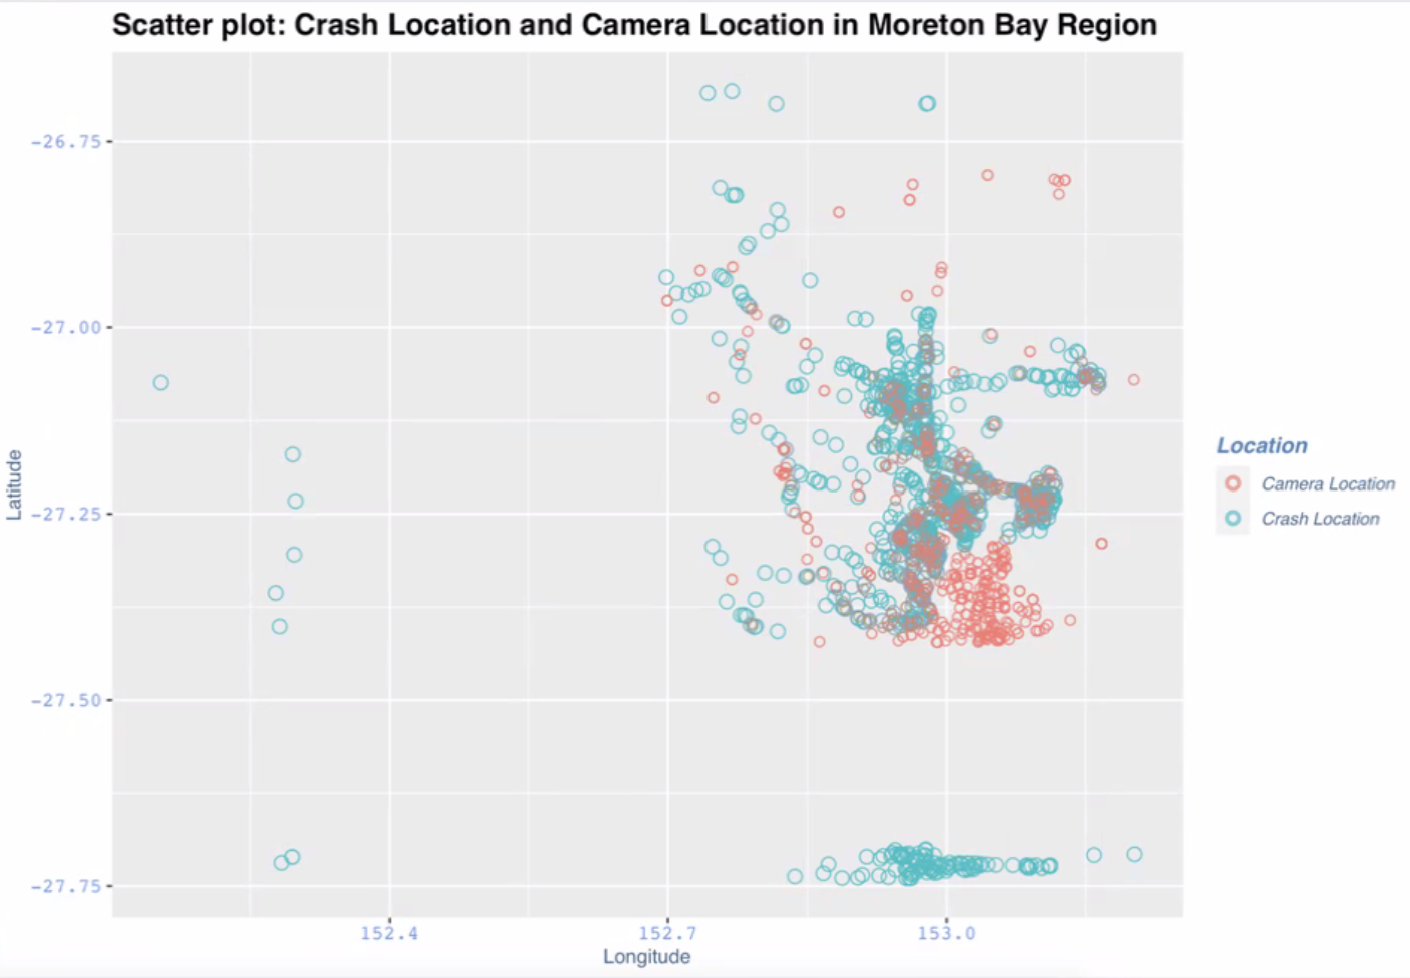 Scatter plot: Crash Location and Camera Location in Moreton Bay Region
-26.75
-27.00
-27.25
-27.50
-27.75
Latitude
152.4
152.7
153.0
Longitude
Location
Camera Location
Crash Location